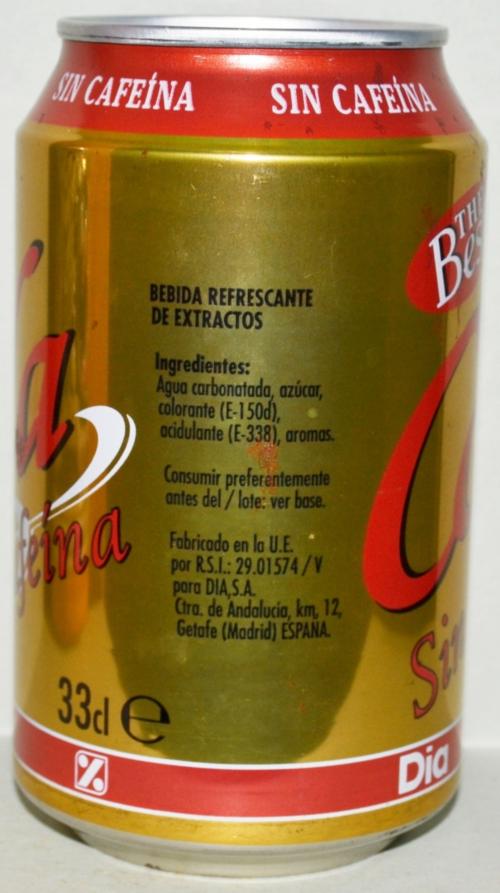 SIN CAFEÍNA SIN CAFEÍNA
THE
BEBIDA REFRESCANTE
DE EXTRACTOS
Ingredientes:
Agua carbonatada, azúcar,
colorante (E-150d),
acidulante (E-338), aromas.
Consumir preferentemente
antes del / lote: ver base.
Fabricado en la U.E.
por R.S.I.: 29.01574 / V
para DIA,S.A.
Ctra. de Andalucía, km, 12,
Getafe (Madrid) ESPAÑA.
33cl e
% Dia